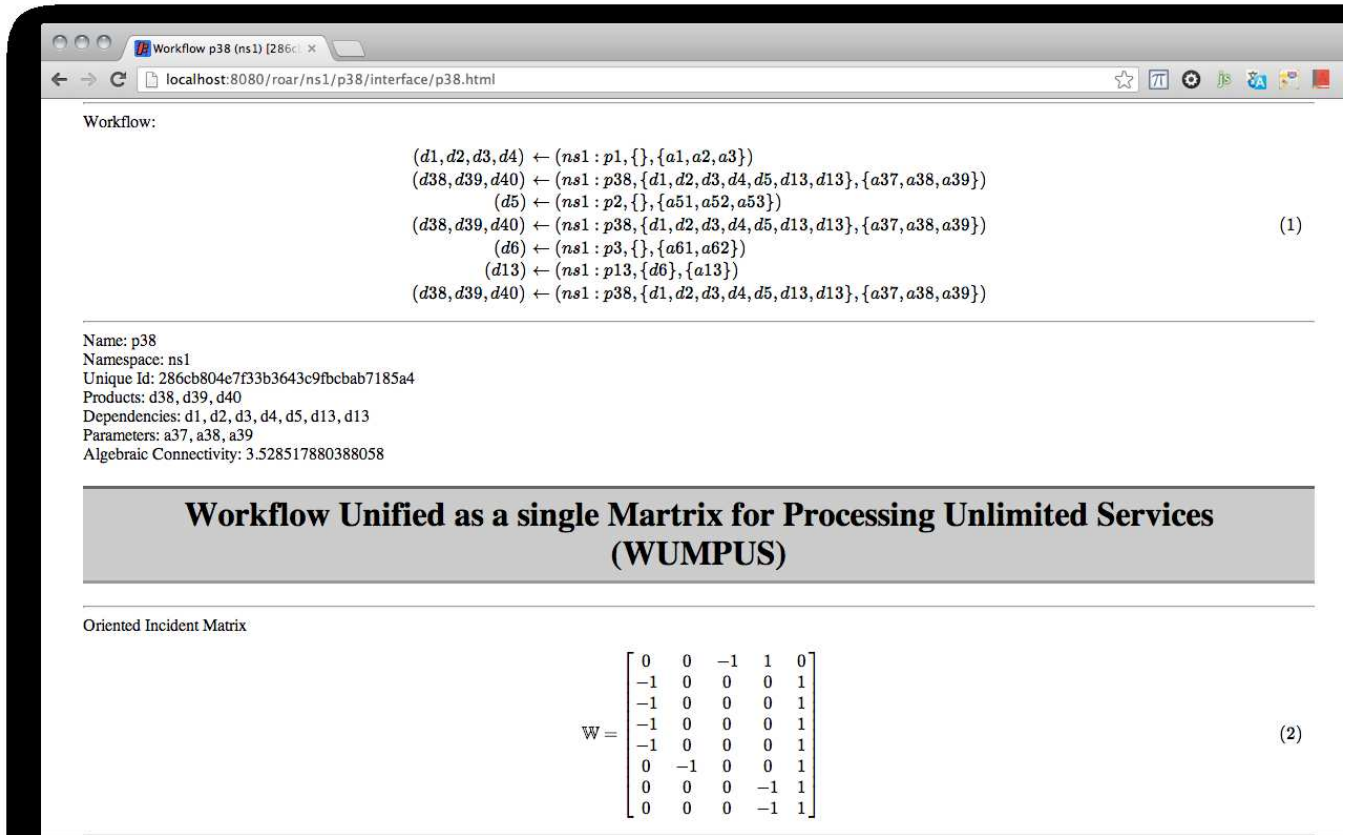 Workflow p38 (ns1) [286c
localhost:8080/roar/ns1/p38/interface/p38.html
Workflow:
(d1, d2, d3, d4) ← (ns1 : p1, {}, {a1, a2, a3})
(d38, d39, d40) ← (ns1 : p38, {d1, d2, d3, d4, d5, d13, d13}, {a37, a38, a39})
(d5) ← (ns1 : p2, {}, {a51, a52, a53})
(d38, d39, d40) ← (ns1 : p38, {d1, d2, d3, d4, d5, d13, d13}, {a37, a38, a39}) (1)
(d6) ← (ns1 : p3, {}, {a61, a62})
(d13) ← (ns1 : p13, {d6}, {a13})
(d38, d39, d40) ← (ns1 : p38, {d1, d2, d3, d4, d5, d13, d13}, {a37, a38, a39})
Name: p38
Namespace: ns1
Unique Id: 286cb804e7f33b3643c9fbcbab7185a4
Products: d38, d39, d40
Dependencies: d1, d2, d3, d4, d5, d13, d13
Parameters: a37, a38, a39
Algebraic Connectivity: 3.528517880388058
Workflow Unified as a single Martrix for Processing Unlimited Services
(WUMPUS)
Oriented Incident Matrix
0 0 −1 1 0
−1 0 0 0 1
−1 0 0 0 1
𝕎 = −1 0 0 0 1 (2)
−1 0 0 0 1
0 −1 0 0 1
0 0 0 −1 1
0 0 0 −1 1